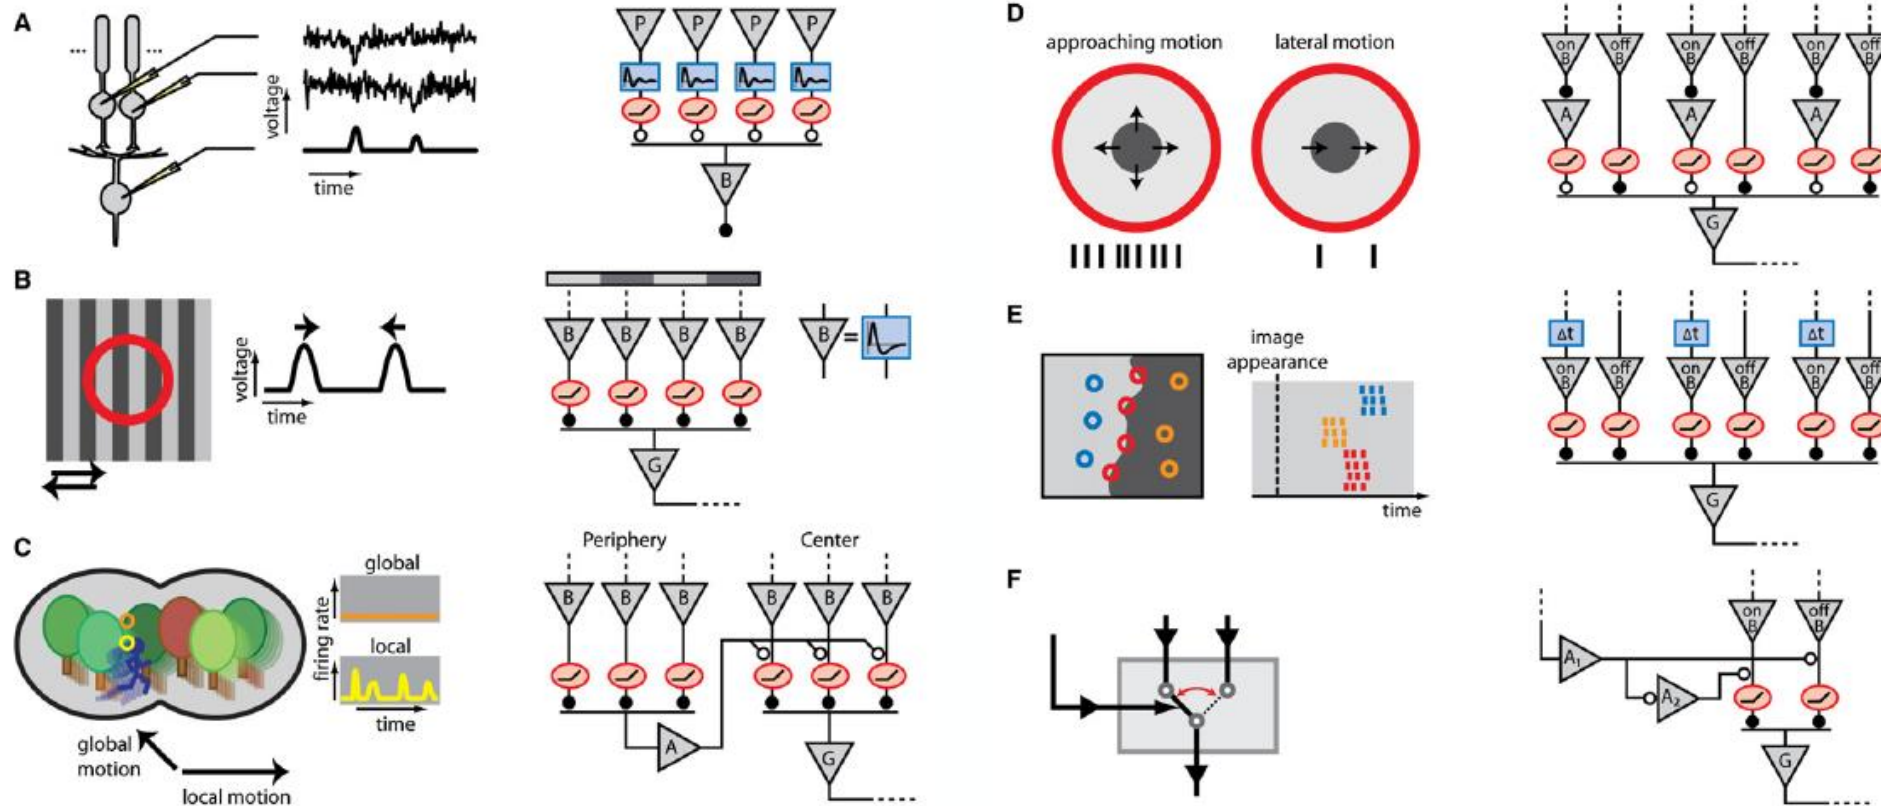 A
...
...
voltage
time
P P P P
B
B
voltage
time
B B B B
B =
G
C
global
firing rate
local
time
global
motion
local motion
Periphery
Center
B B B
B B B
A
G
D
approaching motion
lateral motion
on B
off B
on B
off B
on B
off B
A
A
A
G
E
image
appearance
time
Δt
Δt
Δt
on B
off B
on B
off B
on B
off B
G
F
on B
off B
A1
A2
G